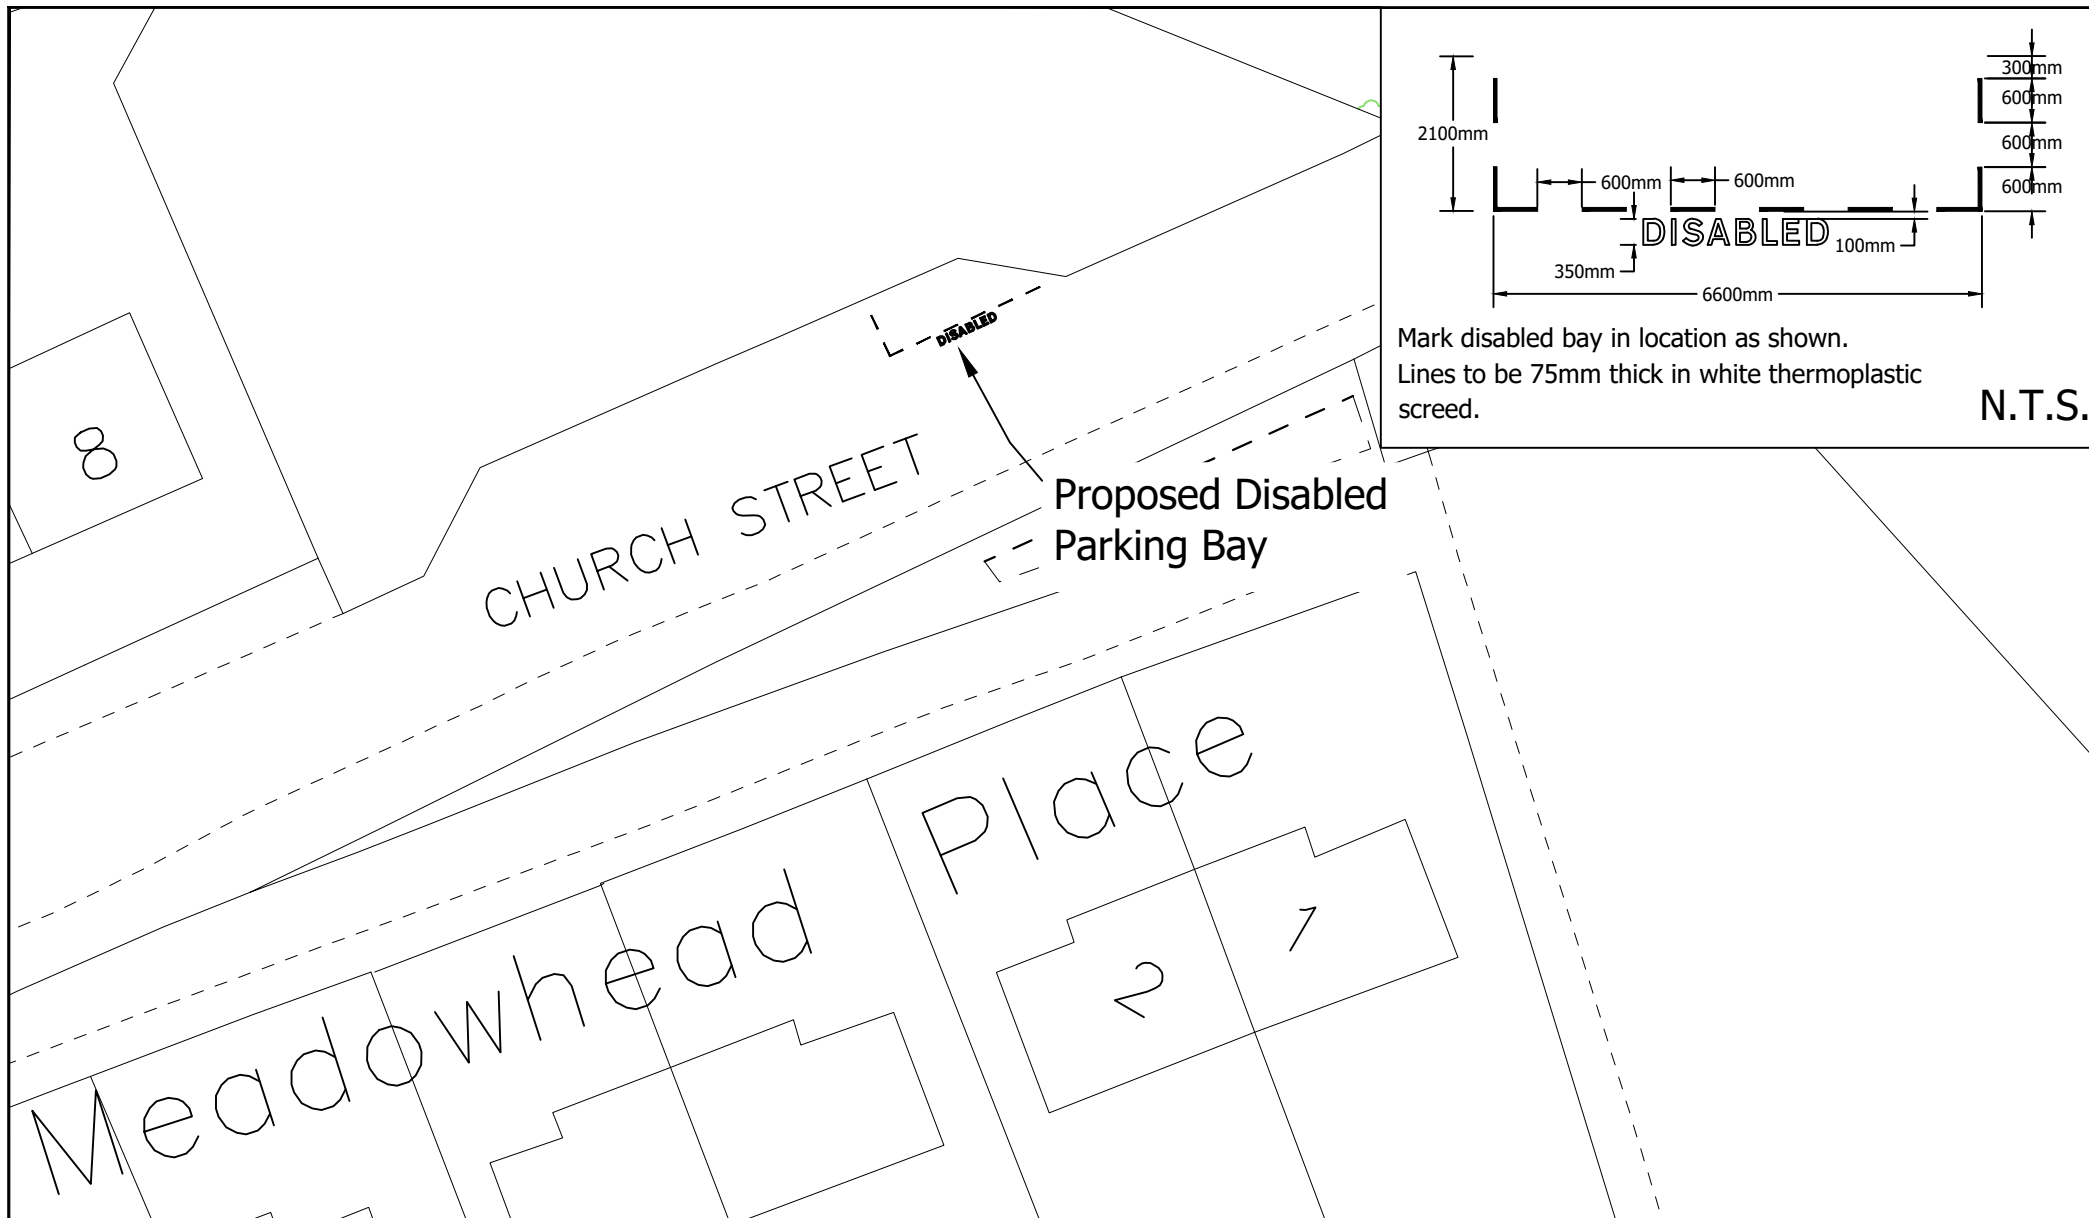 300mm
600mm
2100mm
600mm
600mm
600mm
600mm
DISABLED
100mm
350mm
6600mm
Mark disabled bay in location as shown.
Lines to be 75mm thick in white thermoplastic
screed.
N.T.S.
DISABLED
8
CHURCH STREET
Proposed Disabled
Parking Bay
Meadowhead Place
1
2